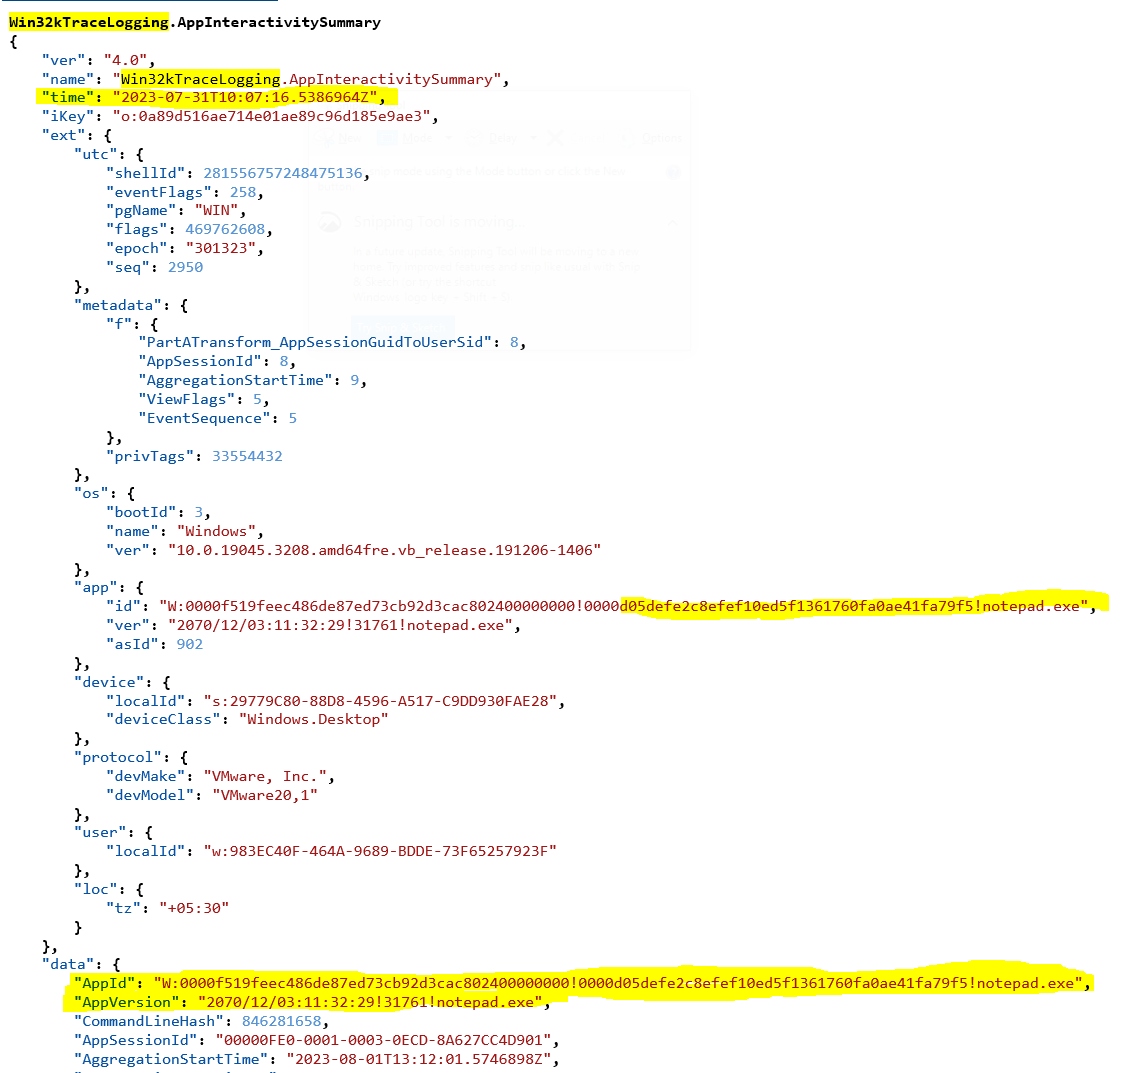 Win32kTraceLogging.AppInteractivitySummary
{
"ver": "4.0",
"name": "Win32kTraceLogging.AppInteractivitySummary",
"time": "2023-07-31T10:07:16.5386964Z",
"iKey": "o:0a89d516ae714e01ae89c96d185e9ae3",
"ext": {
"utc": {
"shellId": 281556757248475136,
"eventFlags": 258,
"pgName": "WIN",
"flags": 469762608,
"epoch": "301323",
"seq": 2950
},
"metadata": {
"f": {
"PartATransform_AppSessionGuidToUserSid": 8,
"AppSessionId": 8,
"AggregationStartTime": 9,
"ViewFlags": 5,
"EventSequence": 5
},
"privTags": 33554432
},
"os": {
"bootId": 3,
"name": "Windows",
"ver": "10.0.19045.3208.amd64fre.vb_release.191206-1406"
},
"app": {
"id": "W:0000f519feec486de87ed73cb92d3cac802400000000!0000d05defe2c8efef10ed5f1361760fa0ae41fa79f5!notepad.exe",
"ver": "2070/12/03:11:32:29!31761!notepad.exe",
"asId": 902
},
"device": {
"localId": "s:29779C80-88D8-4596-A517-C9DD930FAE28",
"deviceClass": "Windows.Desktop"
},
"protocol": {
"devMake": "VMware, Inc.",
"devModel": "VMware20,1"
},
"user": {
"localId": "w:983EC40F-464A-9689-BDDE-73F65257923F"
},
"loc": {
"tz": "+05:30"
}
},
"data": {
"AppId": "W:0000f519feec486de87ed73cb92d3cac802400000000!0000d05defe2c8efef10ed5f1361760fa0ae41fa79f5!notepad.exe",
"AppVersion": "2070/12/03:11:32:29!31761!notepad.exe",
"CommandLineHash": 846281658,
"AppSessionId": "00000FE0-0001-0003-0ECD-8A627CC4D901",
"AggregationStartTime": "2023-08-01T13:12:01.5746898Z",